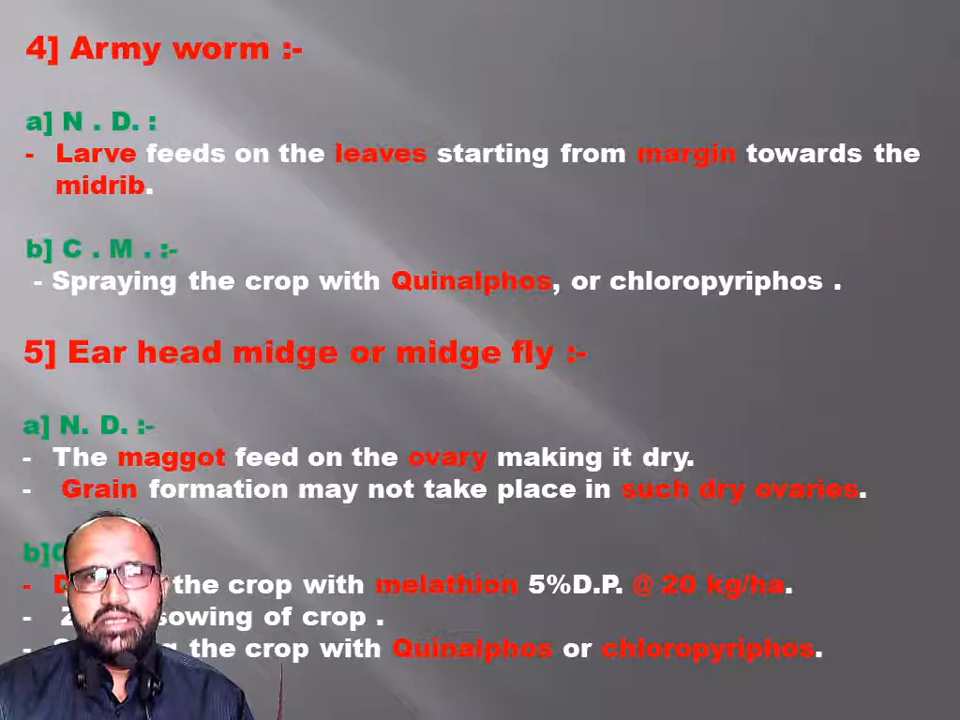 4] Army worm :-
a] N . D. :
- Larve feeds on the leaves starting from margin towards the
midrib.
b] C . M . :-
- Spraying the crop with Quinalphos, or chloropyriphos .
5] Ear head midge or midge fly :-
a] N. D. :-
- The maggot feed on the ovary making it dry.
- Grain formation may not take place in such dry ovaries.
b]
- the crop with melathion 5%D.P. @ 20 kg/ha.
- sowing of crop .
- the crop with Quinalphos or chloropyriphos.